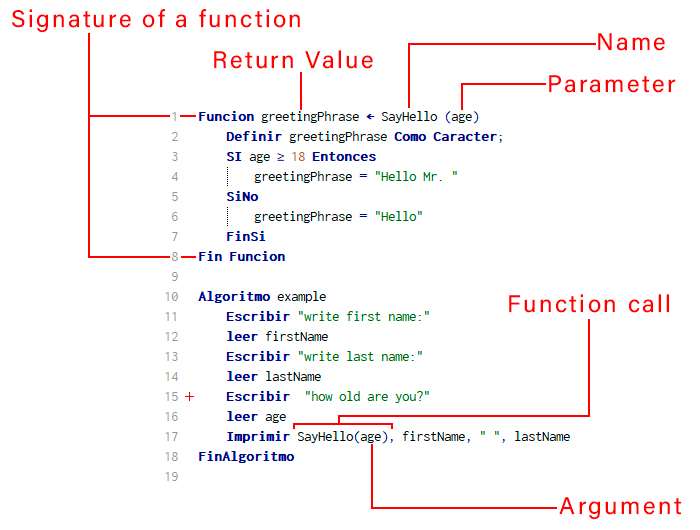 Signature of a function
Return Value
Name
Parameter
1 Funcion greetingPhrase ← SayHello (age)
2 Definir greetingPhrase Como Caracter;
3 SI age ≥ 18 Entonces
4 greetingPhrase = "Hello Mr. "
5 SiNo
6 greetingPhrase = "Hello"
7 FinSi
8 Fin Funcion
9
10 Algoritmo example
11 Escribir "write first name:"
12 leer firstName
13 Escribir "write last name:"
14 leer lastName
15 Escribir "how old are you?"
16 leer age
17 Imprimir SayHello(age), firstName, " ", lastName
18 FinAlgoritmo
19
Function call
Argument